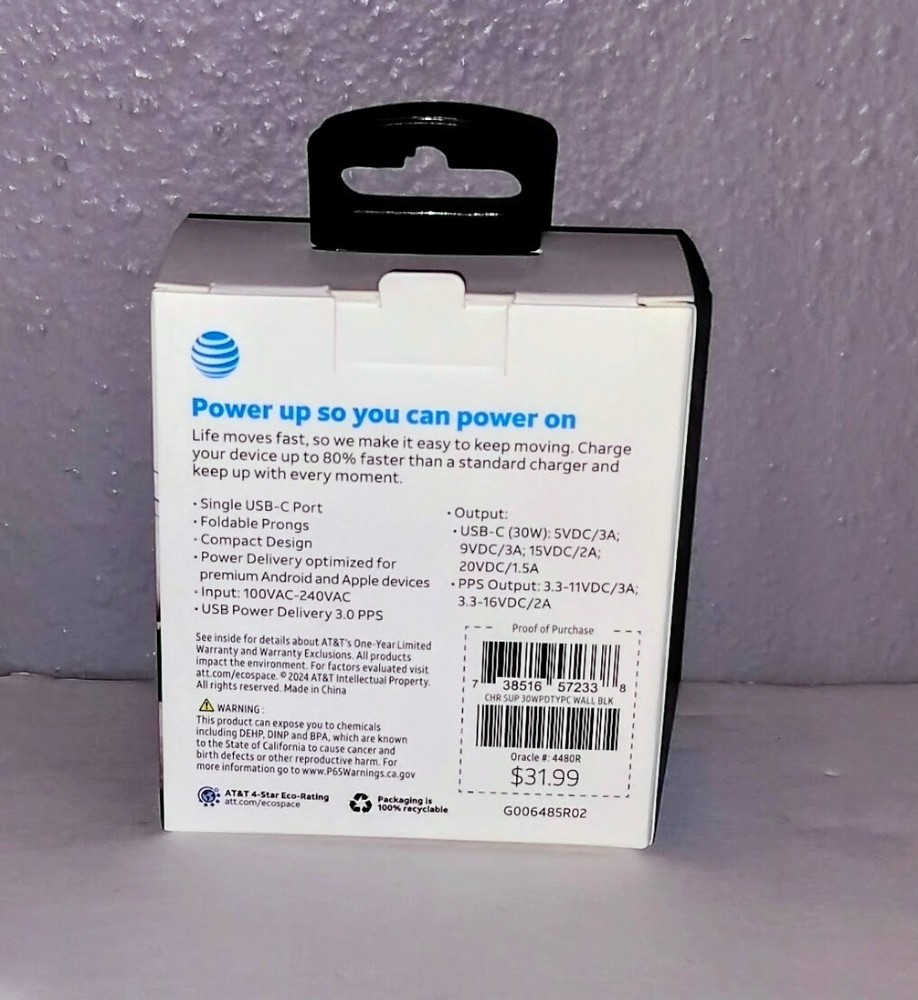 Power up so you can power on
Life moves fast, so we make it easy to keep moving. Charge
your device up to 80% faster than a standard charger and
keep up with every moment.
• Single USB-C Port
• Foldable Prongs
• Compact Design
• Power Delivery optimized for
premium Android and Apple devices
• Input: 100VAC-240VAC
• USB Power Delivery 3.0 PPS
• Output:
• USB-C (30W): 5VDC/3A;
9VDC/3A; 15VDC/2A;
20VDC/1.5A
• PPS Output: 3.3-11VDC/3A;
3.3-16VDC/2A
See inside for details about AT&T's One-Year Limited
Warranty and Warranty Exclusions. All products
impact the environment. For factors evaluated visit
att.com/ecospace. © 2024 AT&T Intellectual Property.
All rights reserved. Made in China
WARNING:
This product can expose you to chemicals
including DEHP, DINP and BPA, which are known
to the State of California to cause cancer and
birth defects or other reproductive harm. For
more information go to www.P65Warnings.ca.gov
AT&T 4-Star Eco-Rating
att.com/ecospace
Packaging is
100% recyclable
Proof of Purchase
7 38516 57233 8
CHR SUP 30WPDTYPC WALL BLK
Oracle #: 4480R
$31.99
G006485R02